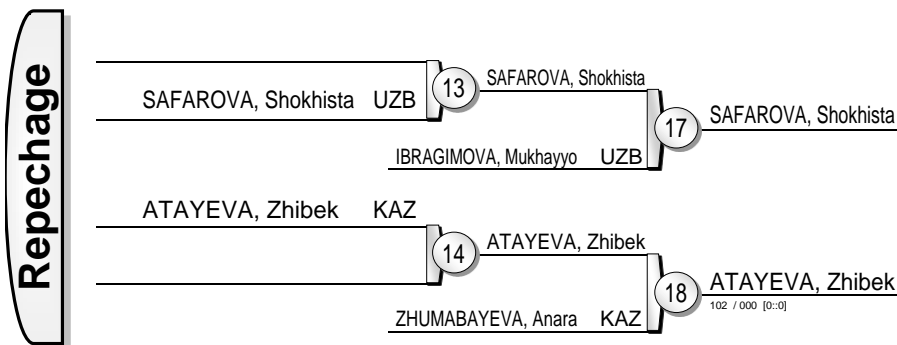 Repechage
SAFAROVA, Shokhista UZB
13
SAFAROVA, Shokhista
IBRAGIMOVA, Mukhayyo UZB
17
SAFAROVA, Shokhista
ATAYEVA, Zhibek KAZ
14
ATAYEVA, Zhibek
ZHUMABAYEVA, Anara KAZ
18
ATAYEVA, Zhibek
102 / 000 [0::0]